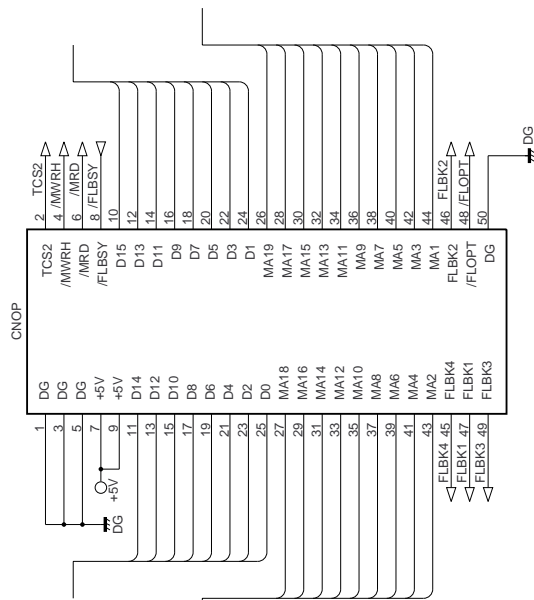 CNOP
1 DG TCS2 2 TCS2
3 DG /MWRH 4 /MWRH
5 DG /MRD 6 /MRD
7 +5V /FLBSY 8 /FLBSY
+5V
DG
9 +5V D15 10
11 D14 D13 12
13 D12 D11 14
15 D10 D9 16
17 D8 D7 18
19 D6 D5 20
21 D4 D3 22
23 D2 D1 24
25 D0 MA19 26
27 MA18 MA17 28
29 MA16 MA15 30
31 MA14 MA13 32
33 MA12 MA11 34
35 MA10 MA9 36
37 MA8 MA7 38
39 MA6 MA5 40
41 MA4 MA3 42
43 MA2 MA1 44
FLBK4 45 FLBK4 FLBK2 46 FLBK2
FLBK1 47 FLBK1 /FLOPT 48 /FLOPT
FLBK3 49 FLBK3 DG 50
DG